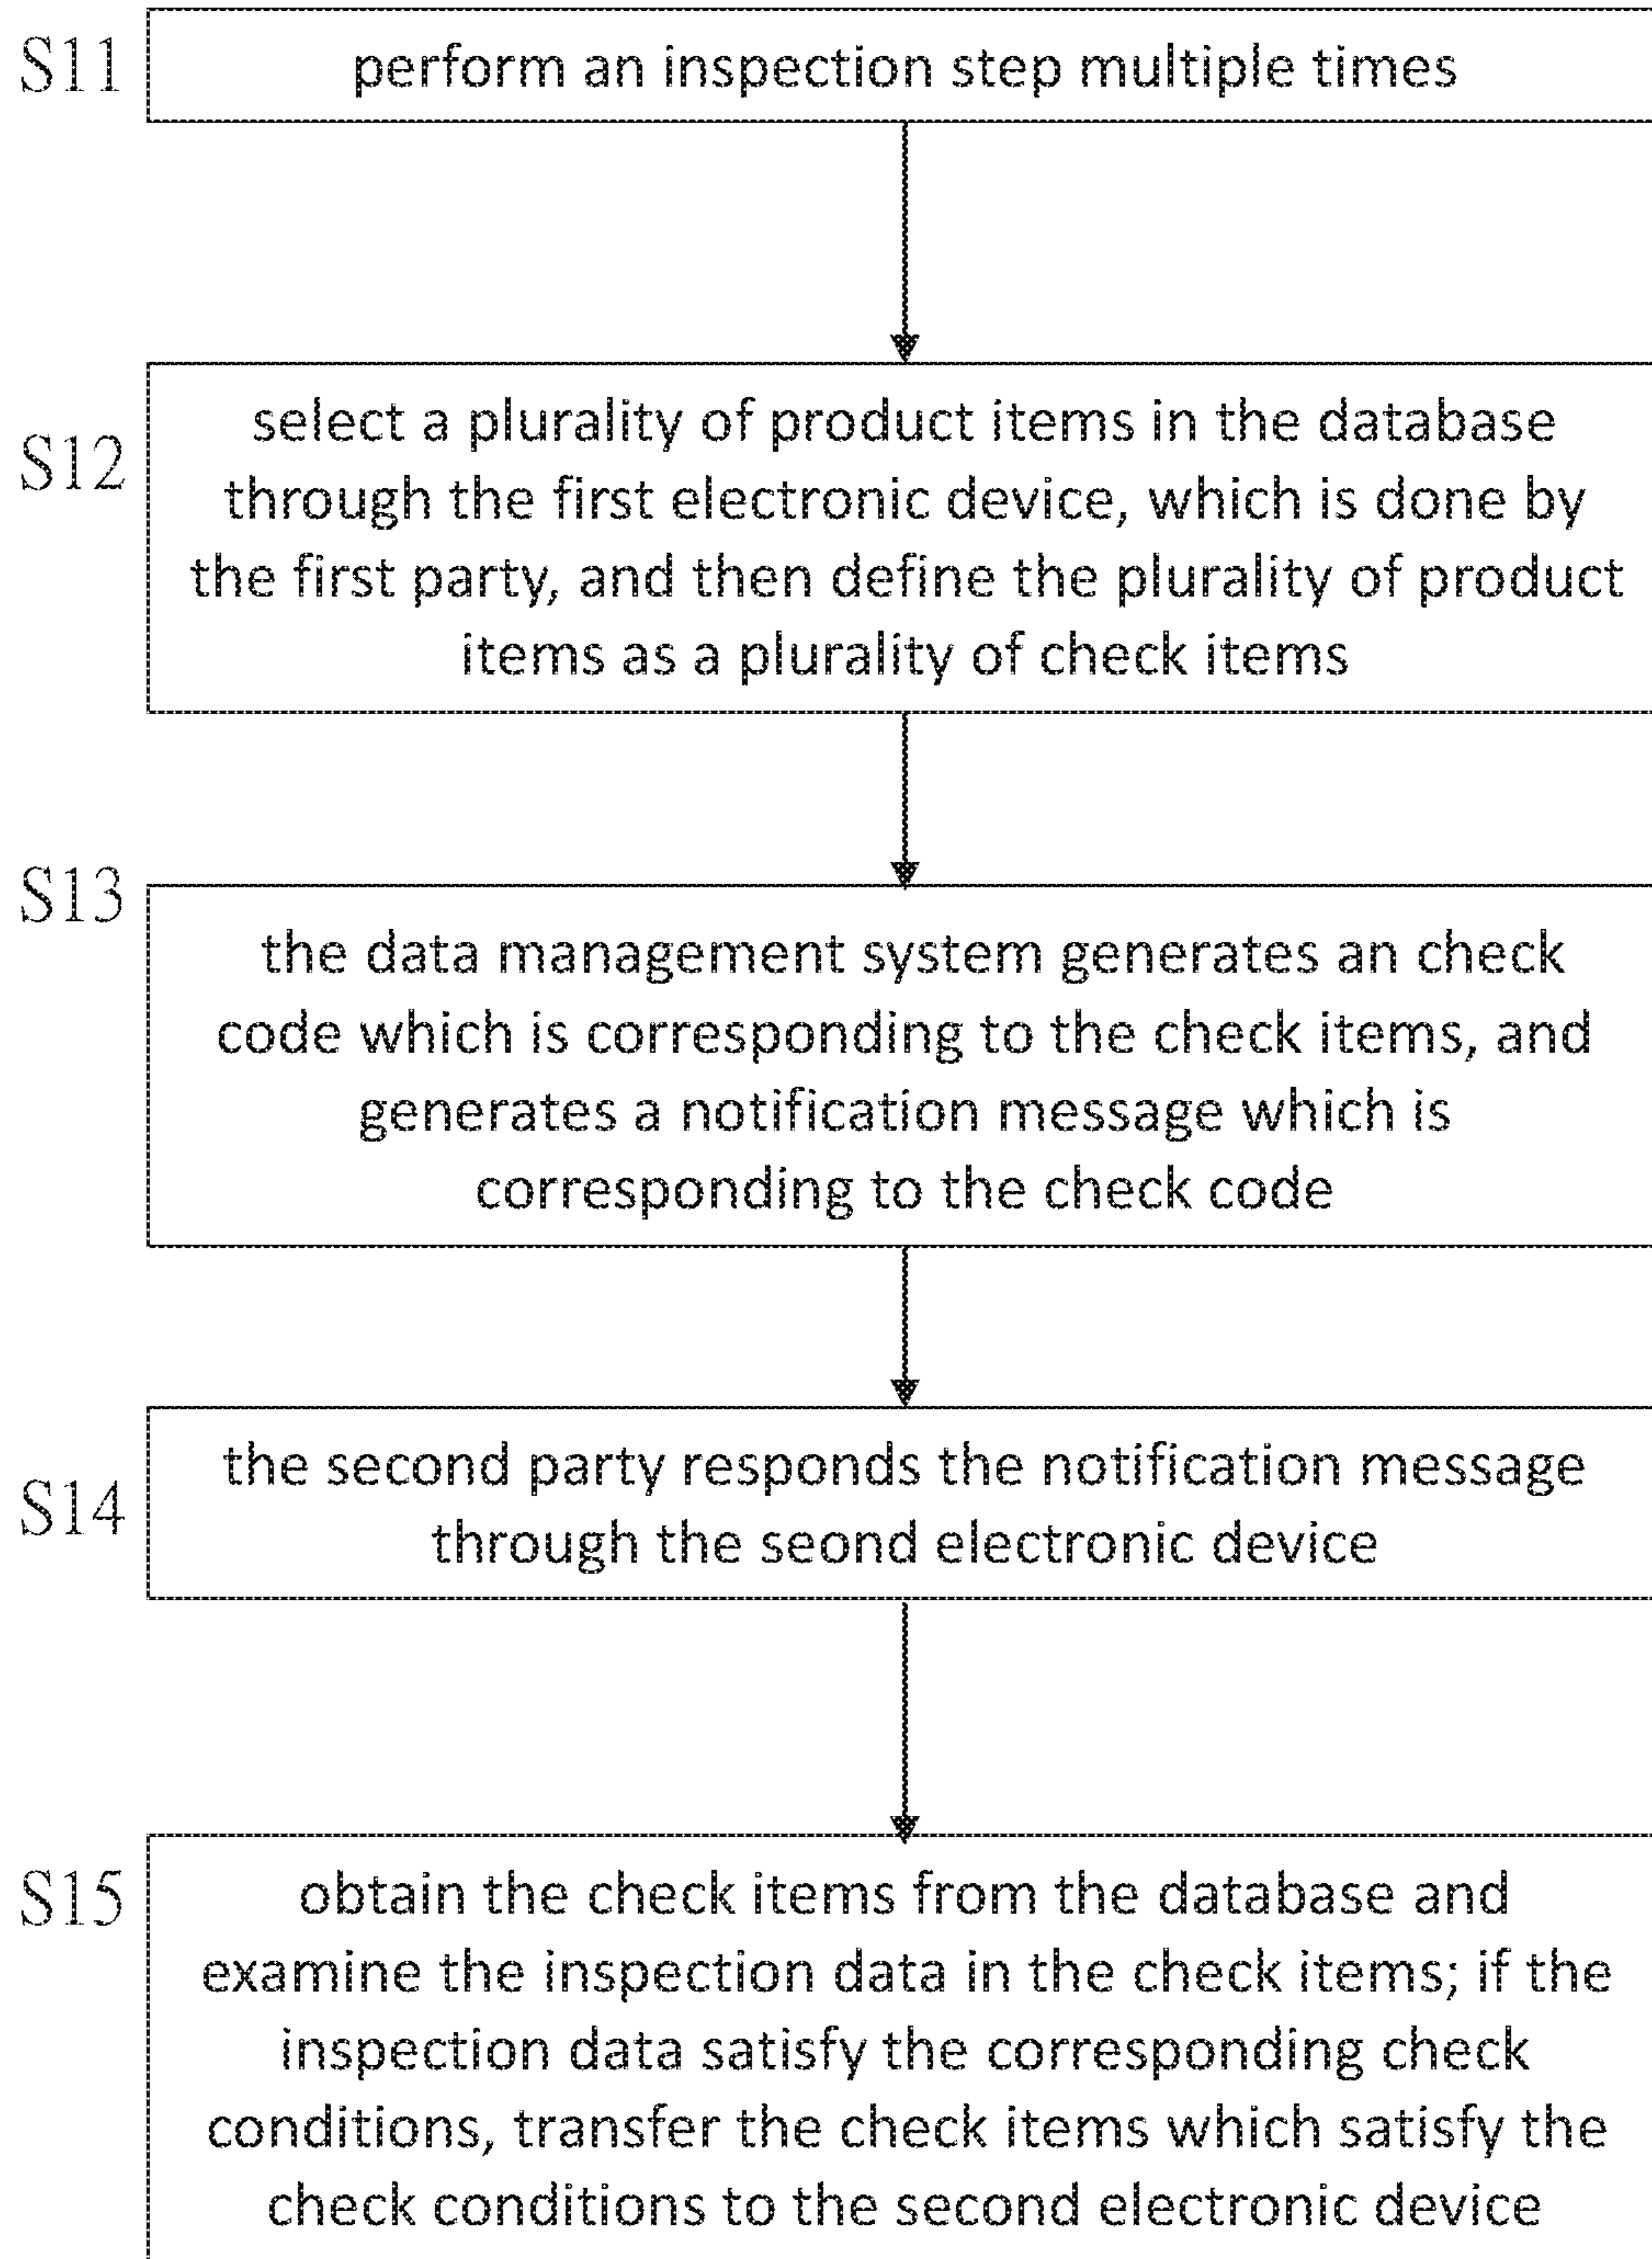 S11
perform an inspection step multiple times
S12
select a plurality of product items in the database
through the first electronic device, which is done by
the first party, and then define the plurality of product
items as a plurality of check items
S13
the data management system generates an check
code which is corresponding to the check items, and
generates a notification message which is
corresponding to the check code
S14
the second party responds the notification message
through the seond electronic device
S15
obtain the check items from the database and
examine the inspection data in the check items; if the
inspection data satisfy the corresponding check
conditions, transfer the check items which satisfy the
check conditions to the second electronic device